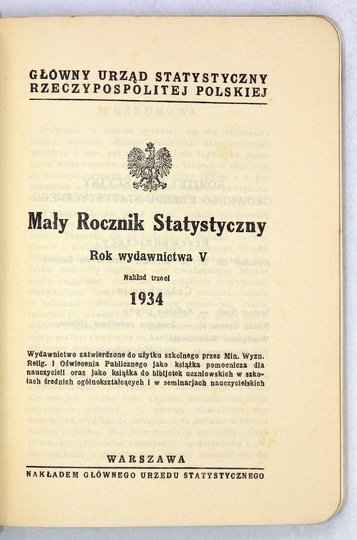 GŁÓWNY URZĄD STATYSTYCZNY
RZECZYPOSPOLITEJ POLSKIEJ
Mały Rocznik Statystyczny
Rok wydawnictwa V
Nakład trzeci
1934
Wydawnictwo zatwierdzone do użytku szkolnego przez Min. Wyzn.
Relig. i Oświecenia Publicznego jako książka pomocnicza dla
nauczycieli oraz jako książka do bibljotek uczniowskich w szko-
łach średnich ogólnokształcących i w seminarjach nauczycielskich
WARSZAWA
NAKŁADEM GŁÓWNEGO URZĘDU STATYSTYCZNEGO